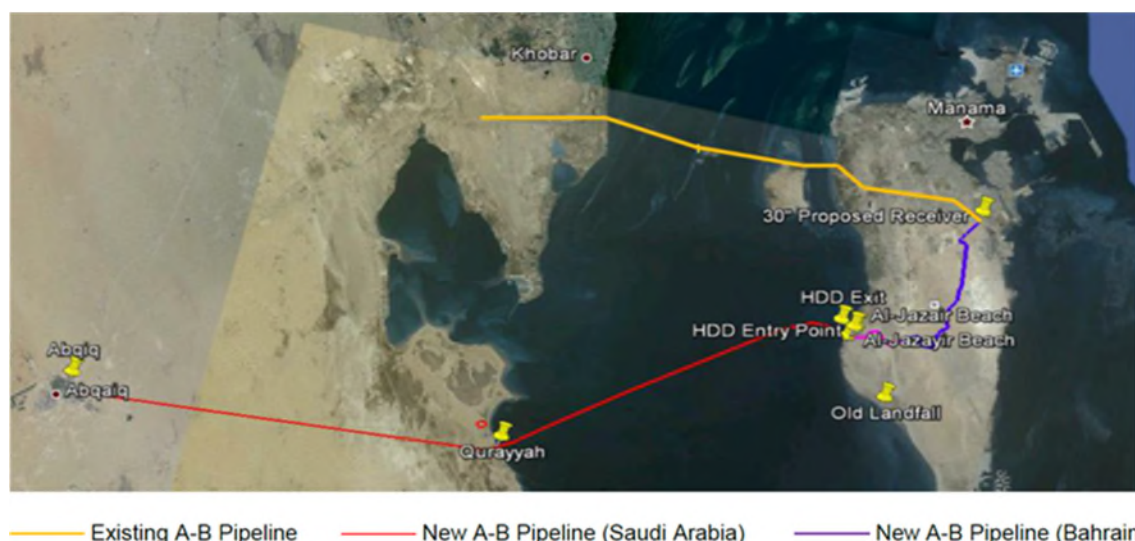 Khobar
Manama
30" Proposed Receiver
HDD Exit
Al-Jazair Beach
HDD Entry Point
Al-Jazayir Beach
Abqiq
Abqaiq
Old Landfall
Qurayyah
Existing A-B Pipeline
New A-B Pipeline (Saudi Arabia)
New A-B Pipeline (Bahrain